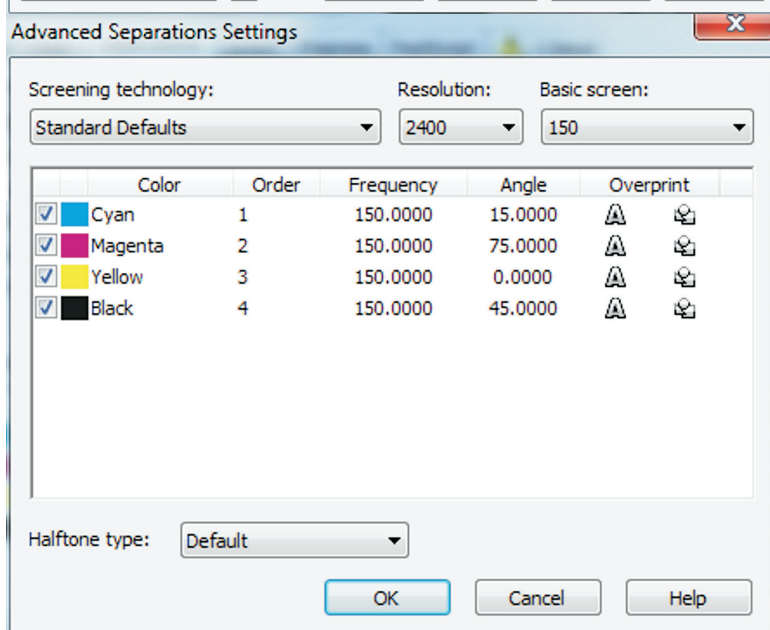 Advanced Separations Settings
Screening technology: Resolution: Basic screen:
Standard Defaults 2400 150
Color Order Frequency Angle Overprint
Cyan 1 150.0000 15.0000
Magenta 2 150.0000 75.0000
Yellow 3 150.0000 0.0000
Black 4 150.0000 45.0000
Halftone type: Default
OK Cancel Help